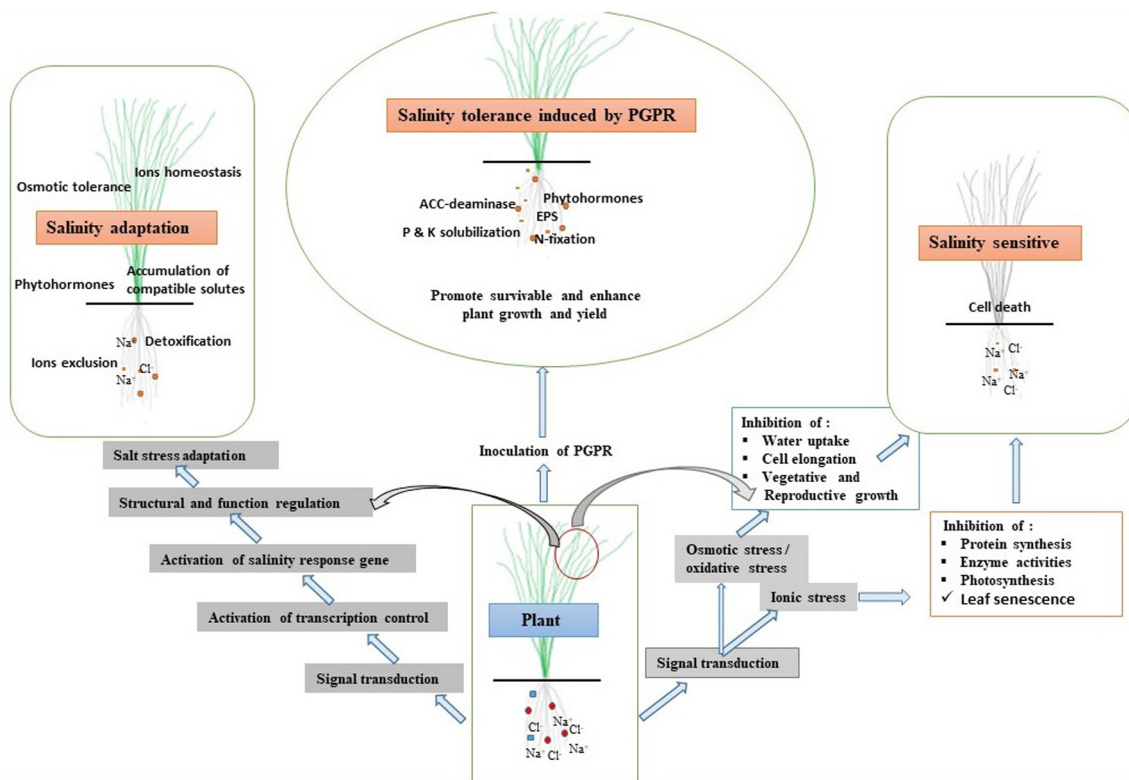 Ions homeostasis
Osmotic tolerance
Salinity adaptation
Phytohormones
Accumulation of
compatible solutes
Na⁺
Detoxification
Ions exclusion
Cl⁻
Na⁺
Salinity tolerance induced by PGPR
ACC-deaminase
Phytohormones
EPS
P & K solubilization
N-fixation
Promote survivable and enhance
plant growth and yield
Salinity sensitive
Cell death
Na⁺
Cl⁻
Na⁺
Na⁺
Cl⁻
Salt stress adaptation
Structural and function regulation
Activation of salinity response gene
Activation of transcription control
Signal transduction
Inoculation of PGPR
Plant
Na⁺
Cl⁻
Cl⁻
Na⁺
Cl⁻
Na⁺
Signal transduction
Osmotic stress /
oxidative stress
Ionic stress
Inhibition of :
▪ Water uptake
▪ Cell elongation
▪ Vegetative and
▪ Reproductive growth
Inhibition of :
▪ Protein synthesis
▪ Enzyme activities
▪ Photosynthesis
✓ Leaf senescence